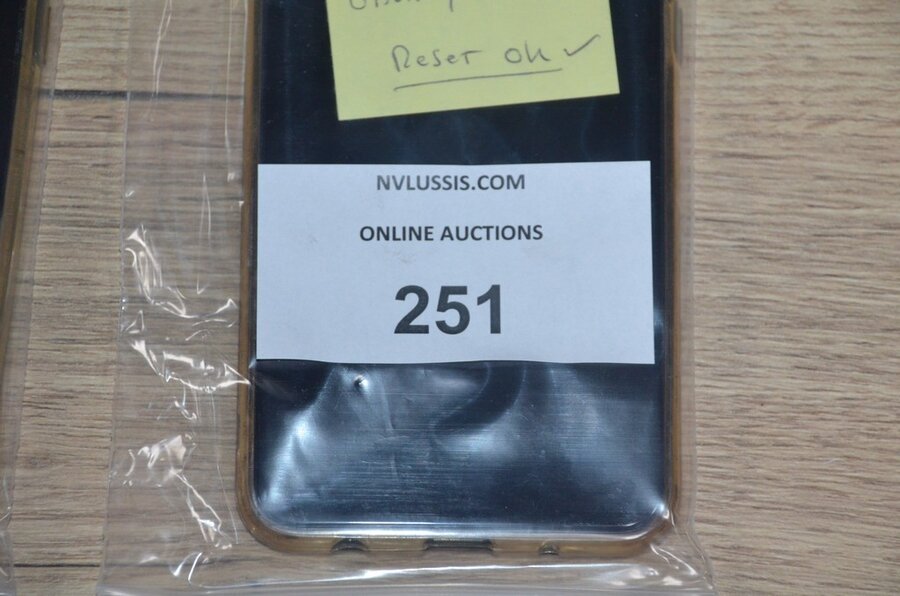 Reset ok ✓
NVLUSSIS.COM
ONLINE AUCTIONS
251